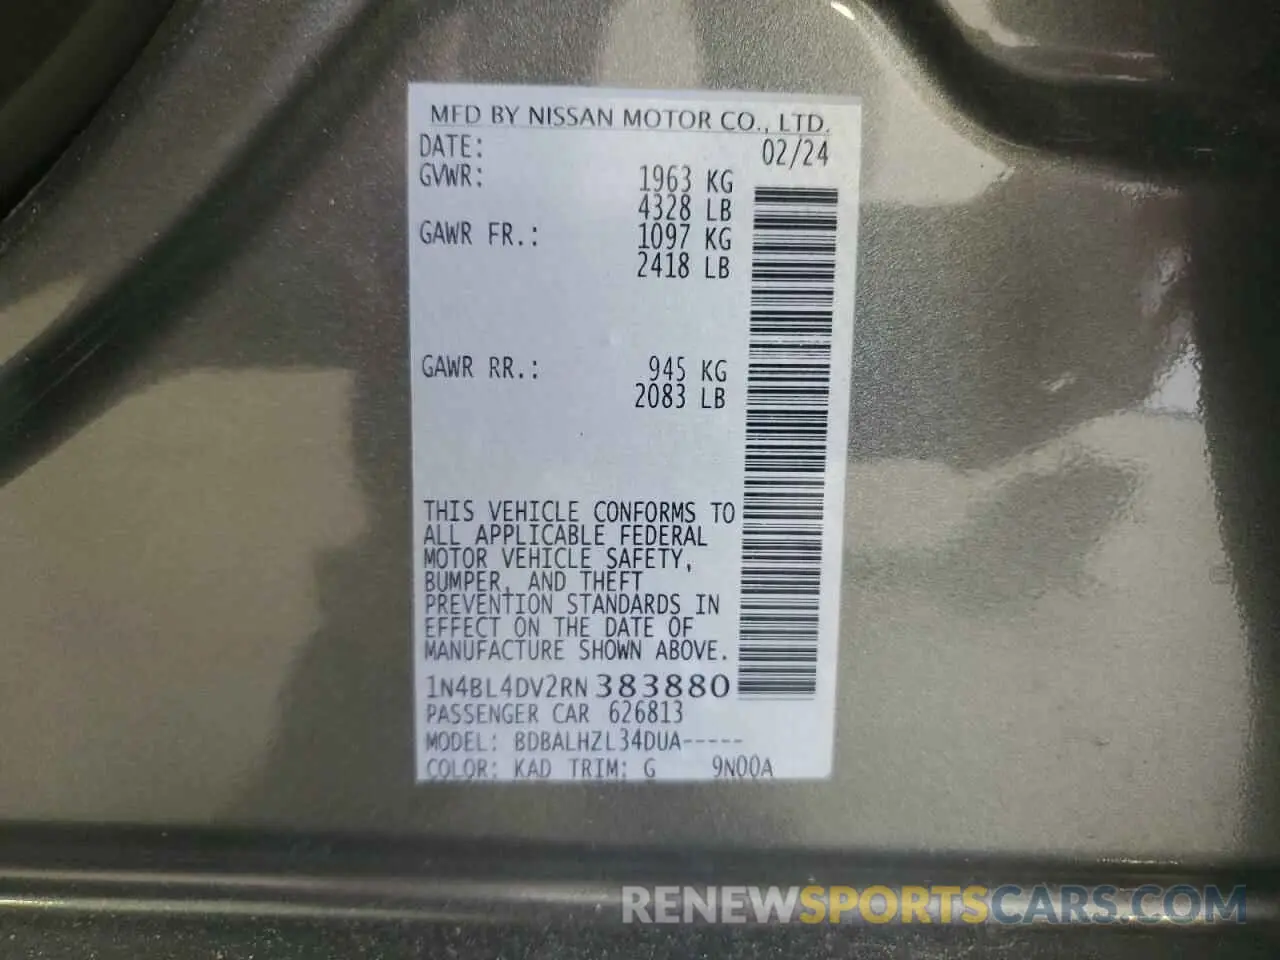 MFD BY NISSAN MOTOR CO., LTD.
DATE: 02/24
GVWR: 1963 KG
4328 LB
GAWR FR.: 1097 KG
2418 LB
GAWR RR.: 945 KG
2083 LB
THIS VEHICLE CONFORMS TO
ALL APPLICABLE FEDERAL
MOTOR VEHICLE SAFETY,
BUMPER, AND THEFT
PREVENTION STANDARDS IN
EFFECT ON THE DATE OF
MANUFACTURE SHOWN ABOVE.
1N4BL4DV2RN383880
PASSENGER CAR 626813
MODEL: BDBALHZL34DUA-----
COLOR: KAD TRIM: G 9N00A
RENEWSPORTSCARS.COM